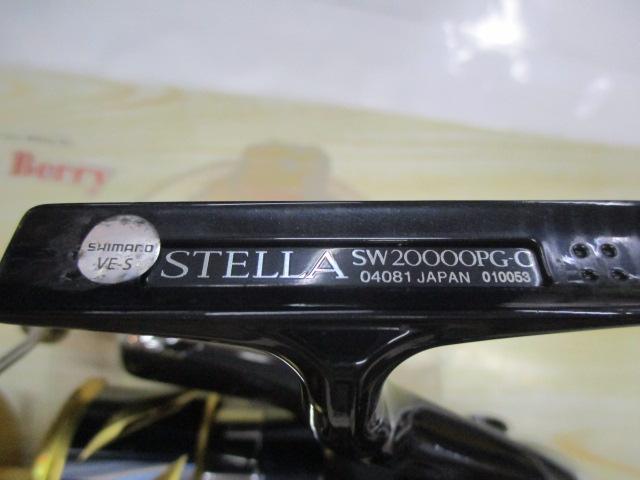 Berry
SHIMANO
VE-S
STELLA
SW20000PG-C
04081 JAPAN 010053